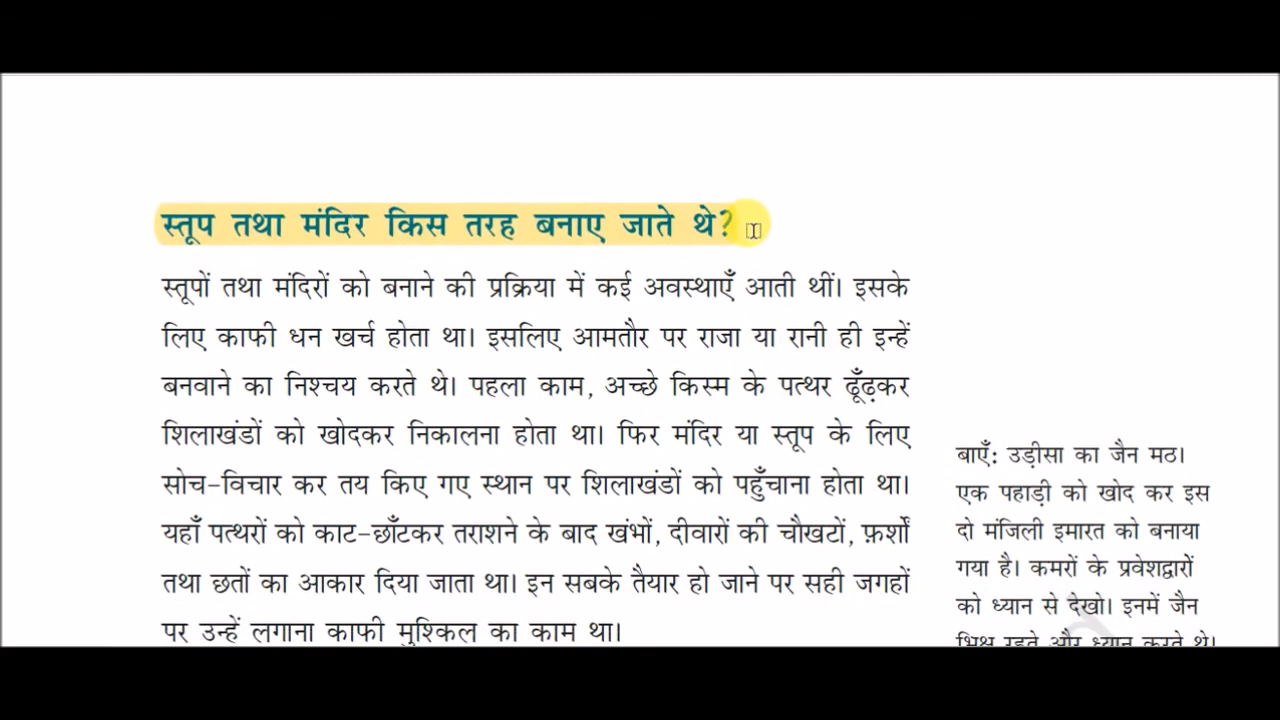 स्तूप तथा मंदिर किस तरह बनाए जाते थे?
स्तूपों तथा मंदिरों को बनाने की प्रक्रिया में कई अवस्थाएँ आती थीं। इसके
लिए काफी धन खर्च होता था। इसलिए आमतौर पर राजा या रानी ही इन्हें
बनवाने का निश्चय करते थे। पहला काम, अच्छे किस्म के पत्थर ढूँढ़कर
शिलाखंडों को खोदकर निकालना होता था। फिर मंदिर या स्तूप के लिए
सोच-विचार कर तय किए गए स्थान पर शिलाखंडों को पहुँचाना होता था।
यहाँ पत्थरों को काट-छाँटकर तराशने के बाद खंभों, दीवारों की चौखटों, फ़र्शों
तथा छतों का आकार दिया जाता था। इन सबके तैयार हो जाने पर सही जगहों
पर उन्हें लगाना काफी मुश्किल का काम था।
बाएँ: उड़ीसा का जैन मठ।
एक पहाड़ी को खोद कर इस
दो मंजिली इमारत को बनाया
गया है। कमरों के प्रवेशद्वारों
को ध्यान से देखो। इनमें जैन
भिक्षु रहते और ध्यान करते थे।